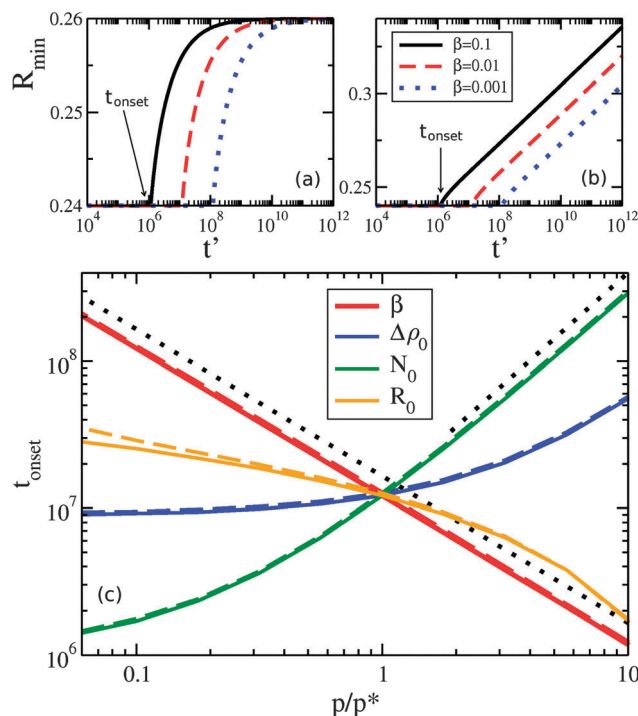 0.26
0.25
0.24
R_min
t_onset
(a)
10^4 10^6 10^8 10^10 10^12
t’
β=0.1
β=0.01
β=0.001
0.3
0.25
t_onset
(b)
10^4 10^6 10^8 10^10 10^12
t’
β
Δρ_0
N_0
R_0
10^8
10^7
10^6
t_onset
(c)
0.1 1 10
p/p*